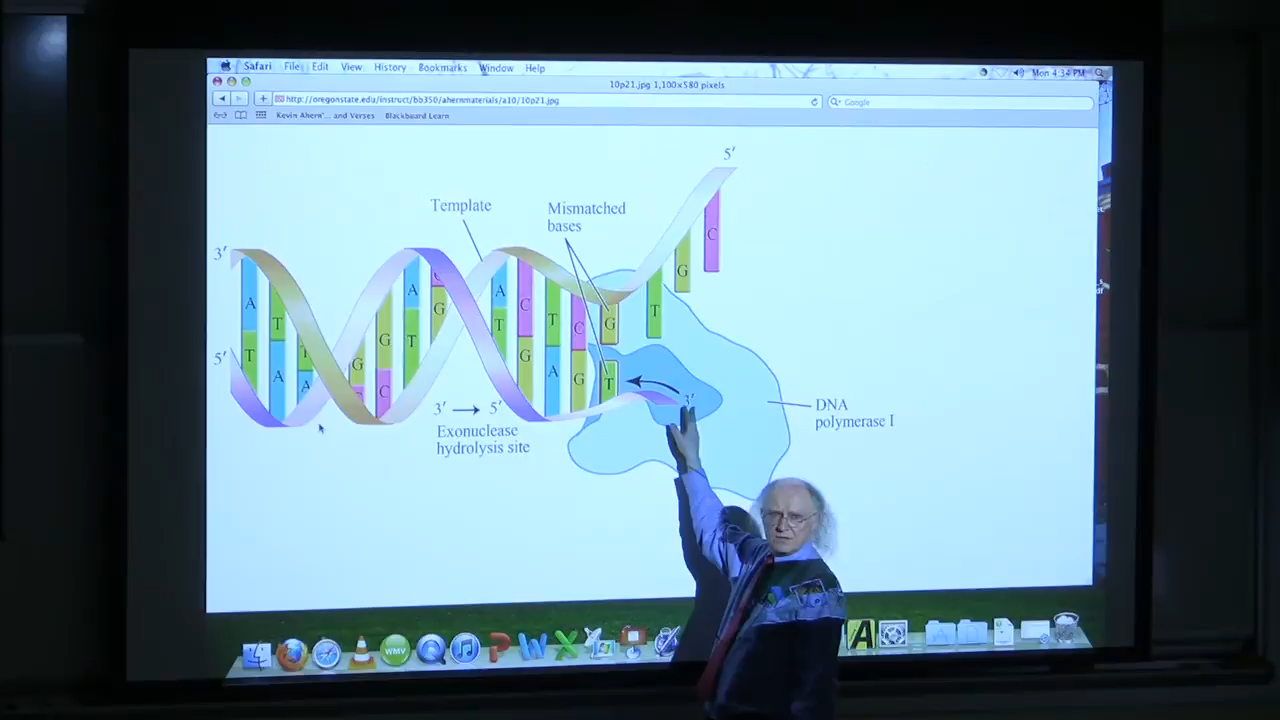 Safari File Edit View History Bookmarks Window Help
Mon 4:34 PM
10p21.jpg 1,100×580 pixels
http://oregonstate.edu/instruct/bb350/ahernmaterials/a10/10p21.jpg
Google
Kevin Ahern'... and Verses Blackboard Learn
5′
Template
Mismatched
bases
3′
5′
A T T G G A G A C T C G T G C
T A A C T T G A G T
3′ → 5′
Exonuclease
hydrolysis site
3′
DNA
polymerase I
WMV
P W X
A